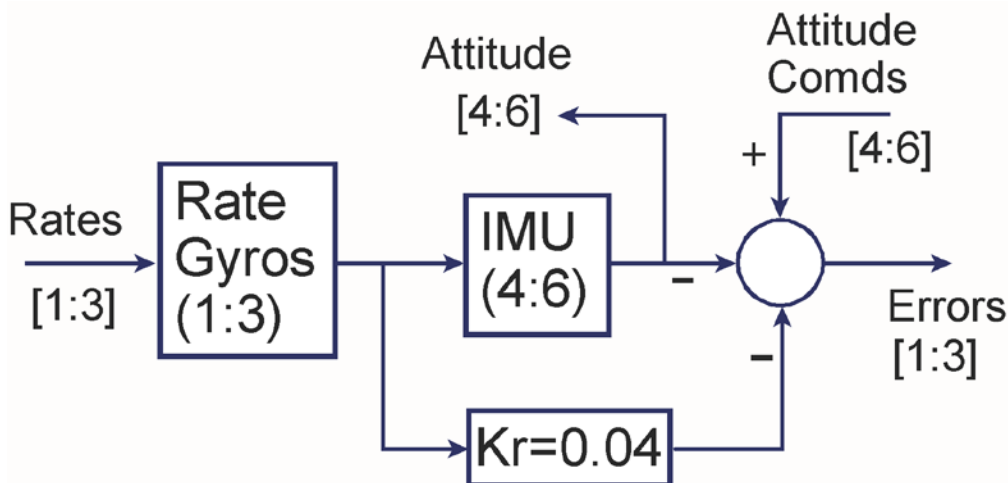 Attitude
[4:6]
Attitude
Comds
+
[4:6]
Rates
[1:3]
Rate
Gyros
(1:3)
IMU
(4:6)
-
Errors
[1:3]
-
Kr=0.04